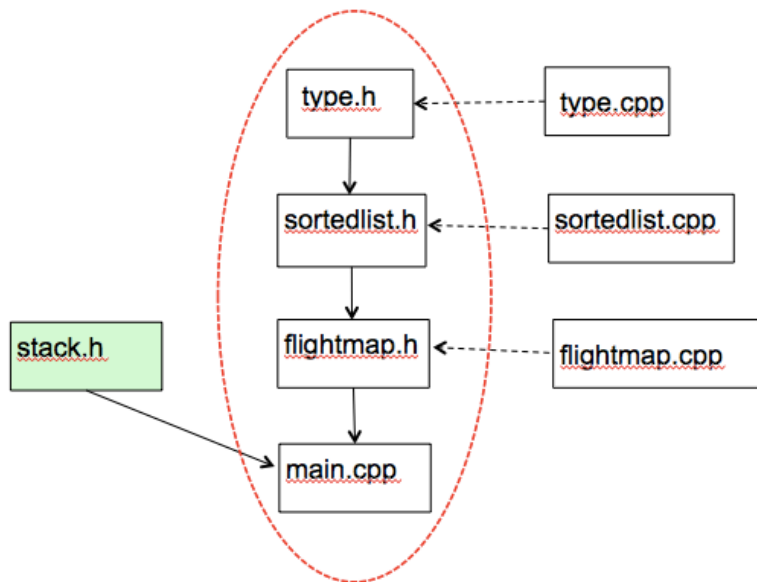 type.h
type.cpp
sortedlist.h
sortedlist.cpp
stack.h
flightmap.h
flightmap.cpp
main.cpp